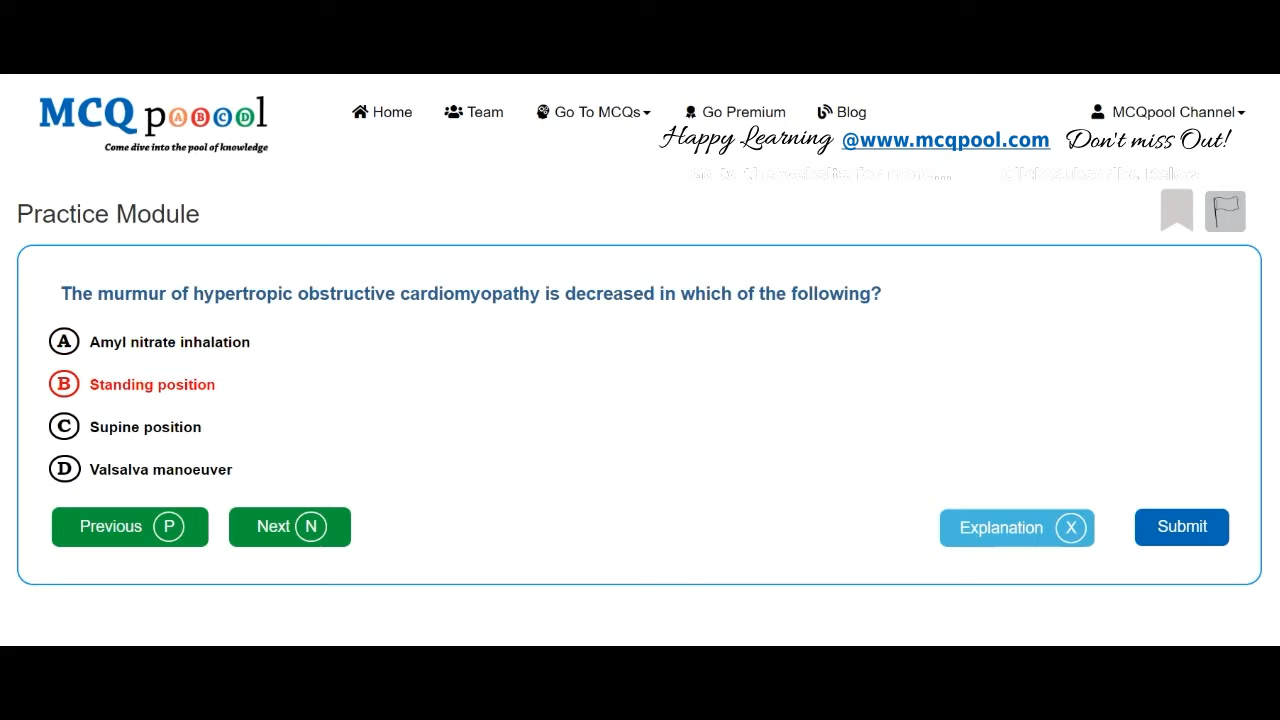 MCQ pooool
Come dive into the pool of knowledge
Home Team Go To MCQs Go Premium Blog MCQpool Channel
Happy Learning @www.mcqpool.com Don't miss Out!
Practice Module
The murmur of hypertropic obstructive cardiomyopathy is decreased in which of the following?
A Amyl nitrate inhalation
B Standing position
C Supine position
D Valsalva manoeuver
Previous P Next N Explanation X Submit